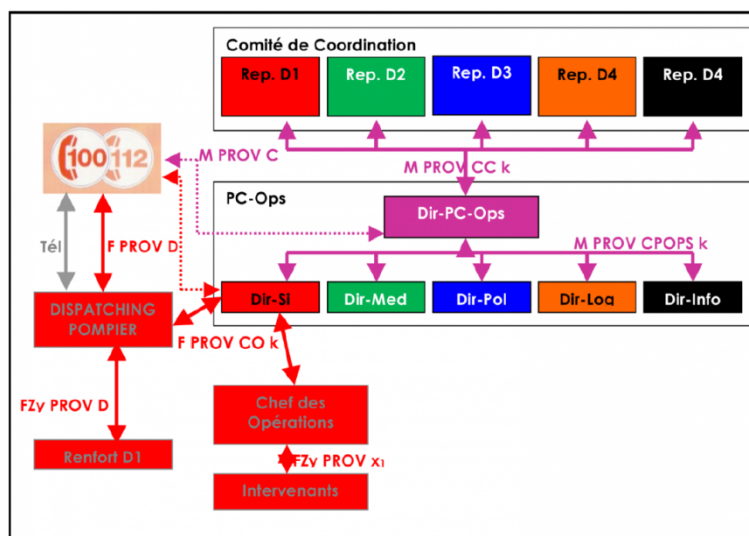 Comité de Coordination
Rep. D1
Rep. D2
Rep. D3
Rep. D4
Rep. D4
100 112
M PROV C
M PROV CC k
PC-Ops
Dir-PC-Ops
Tél
F PROV D
M PROV CPOPS k
Dir-Si
Dir-Med
Dir-Pol
Dir-Log
Dir-Info
DISPATCHING
POMPIER
F PROV CO k
FZy PROV D
Chef des
Opérations
Renfort D1
FZy PROV x1
Intervenants